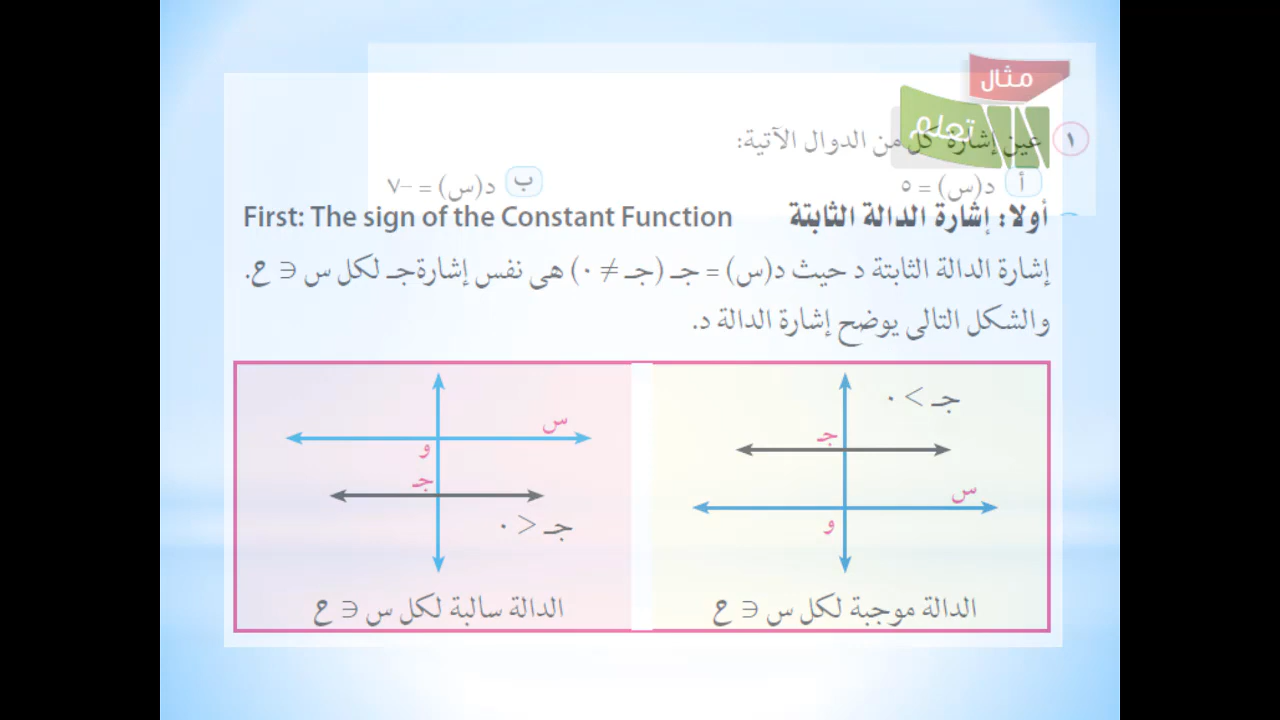 مثال
تعلم
١ عين إشارة كل من الدوال الآتية:
أ د(س) = ٥ ب د(س) = –٧
أولا: إشارة الدالة الثابتة First: The sign of the Constant Function
إشارة الدالة الثابتة د حيث د(س) = جـ (جـ ≠ ٠) هى نفس إشارة جـ لكل س ∋ ح.
والشكل التالى يوضح إشارة الدالة د.
جـ > ٠
جـ
س
و
الدالة موجبة لكل س ∋ ح
س
و
جـ
جـ < ٠
الدالة سالبة لكل س ∋ ح